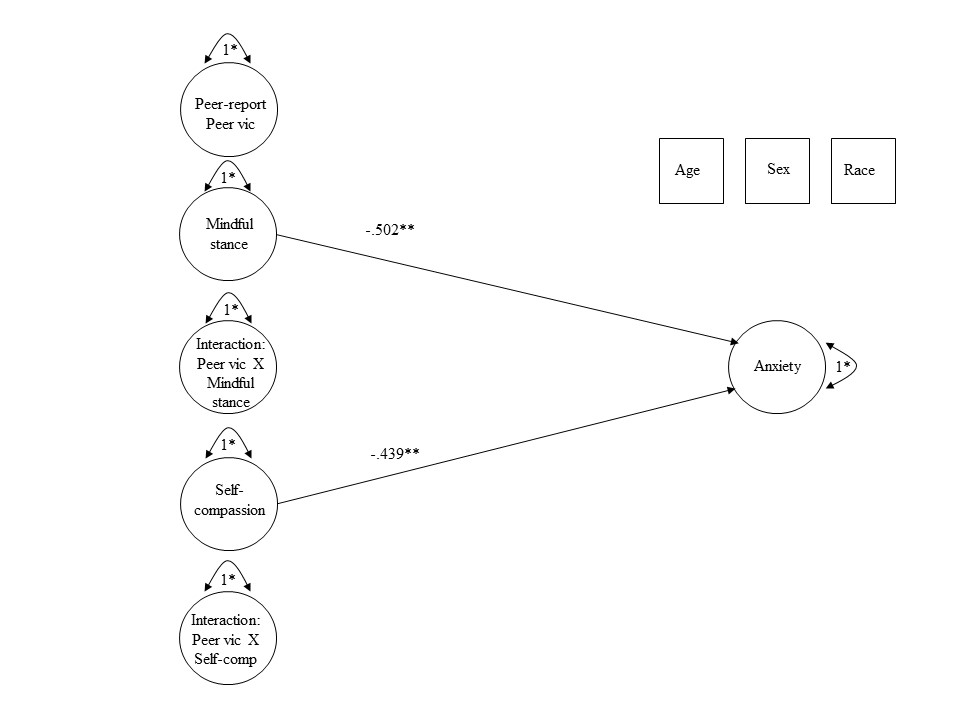 1*
Peer-report
Peer vic
1*
Mindful
stance
-.502**
Age
Sex
Race
1*
Interaction:
Peer vic X
Mindful
stance
Anxiety
1*
1*
-.439**
Self-
compassion
1*
Interaction:
Peer vic X
Self-comp